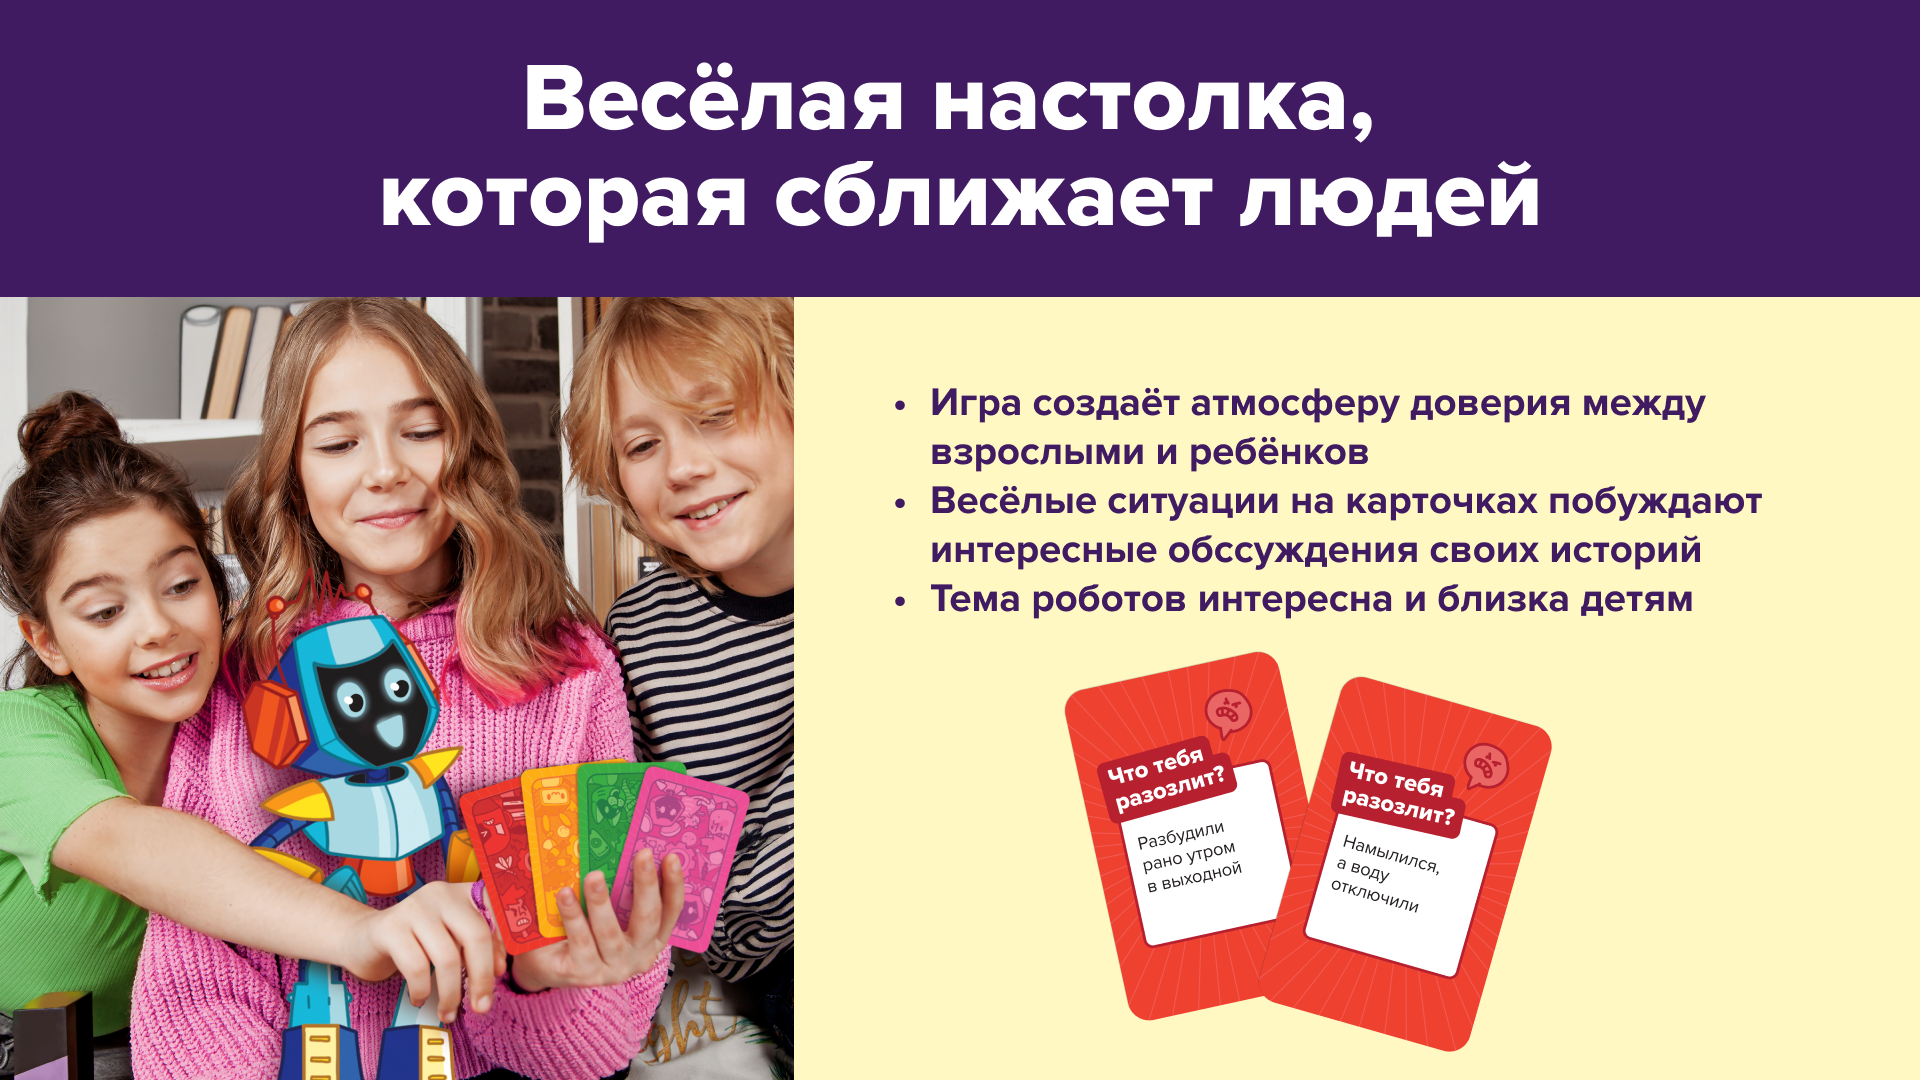 Весёлая настолка,
которая сближает людей
• Игра создаёт атмосферу доверия между
взрослыми и ребёнков
• Весёлые ситуации на карточках побуждают
интересные обссуждения своих историй
• Тема роботов интересна и близка детям
Что тебя
разозлит?
Разбудили
рано утром
в выходной
Что тебя
разозлит?
Намылился,
а воду
отключили